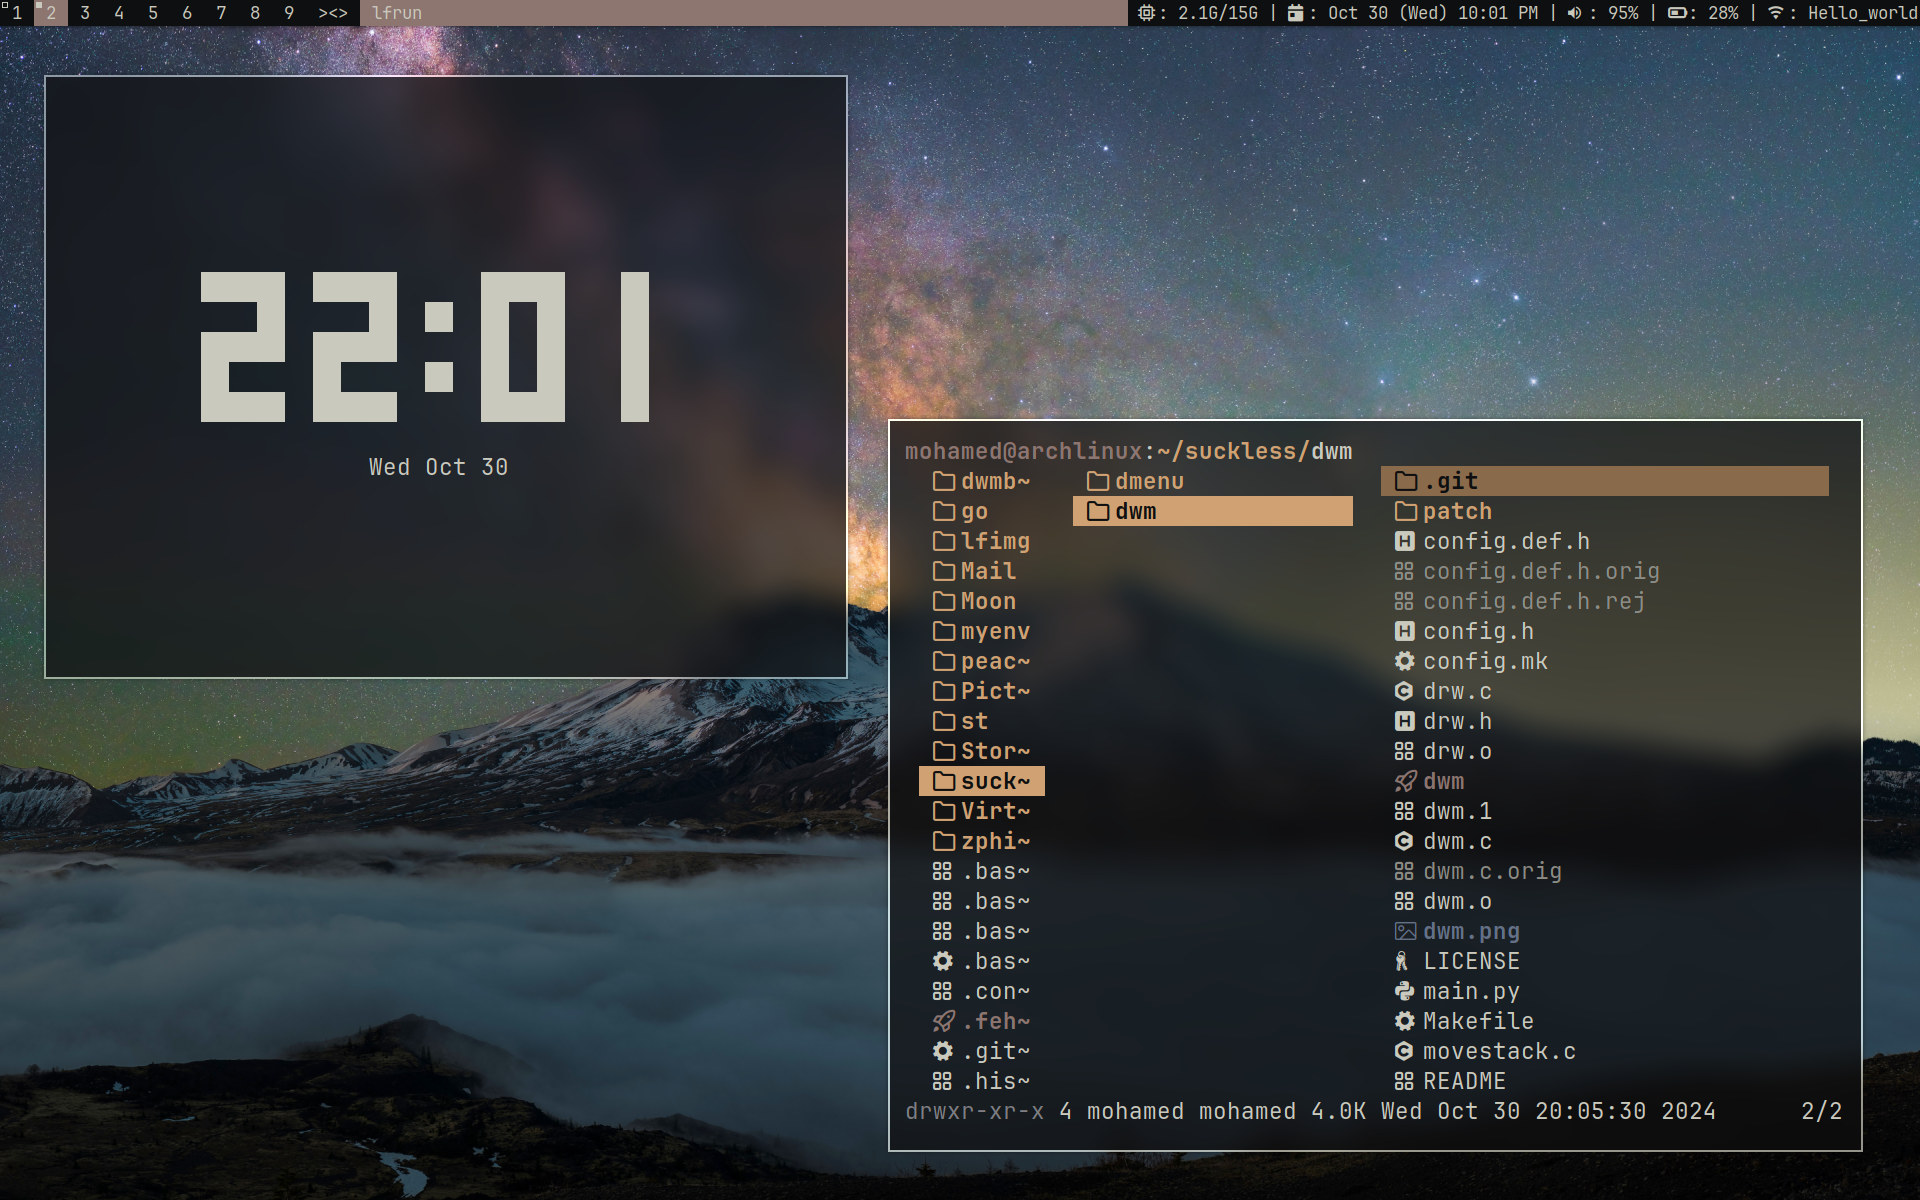 1 2 3 4 5 6 7 8 9 ><> lfrun : 2.1G/15G | : Oct 30 (Wed) 10:01 PM | : 95% | : 28% | : Hello_world
22:01
Wed Oct 30
mohamed@archlinux:~/suckless/dwm
dwmb~ dmenu .git
go dwm patch
lfimg config.def.h
Mail config.def.h.orig
Moon config.def.h.rej
myenv config.h
peac~ config.mk
Pict~ drw.c
st drw.h
Stor~ drw.o
suck~ dwm
Virt~ dwm.1
zphi~ dwm.c
.bas~ dwm.c.orig
.bas~ dwm.o
.bas~ dwm.png
.bas~ LICENSE
.con~ main.py
.feh~ Makefile
.git~ movestack.c
.his~ README
drwxr-xr-x 4 mohamed mohamed 4.0K Wed Oct 30 20:05:30 2024 2/2